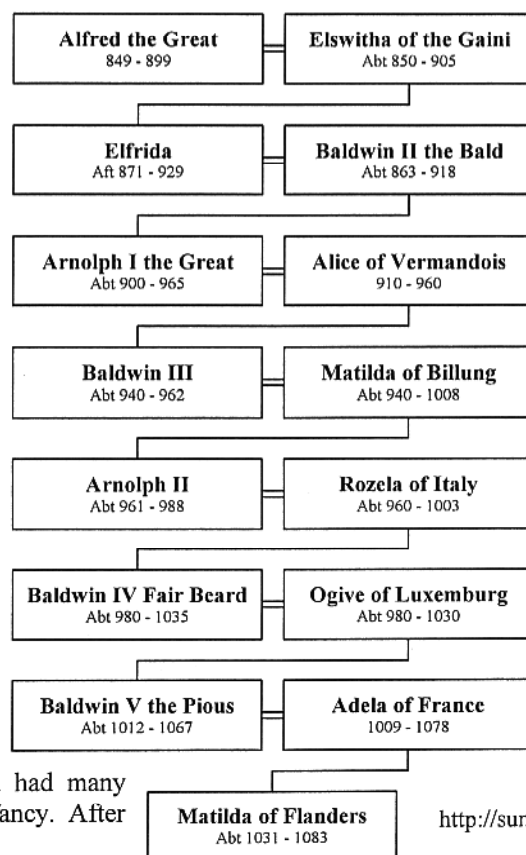 Alfred the Great
849 - 899
Elswitha of the Gaini
Abt 850 - 905
Elfrida
Aft 871 - 929
Baldwin II the Bald
Abt 863 - 918
Arnolph I the Great
Abt 900 - 965
Alice of Vermandois
910 - 960
Baldwin III
Abt 940 - 962
Matilda of Billung
Abt 940 - 1008
Arnolph II
Abt 961 - 988
Rozela of Italy
Abt 960 - 1003
Baldwin IV Fair Beard
Abt 980 - 1035
Ogive of Luxemburg
Abt 980 - 1030
Baldwin V the Pious
Abt 1012 - 1067
Adela of France
1009 - 1078
had many
After
Matilda of Flanders
Abt 1031 - 1083
http://sur